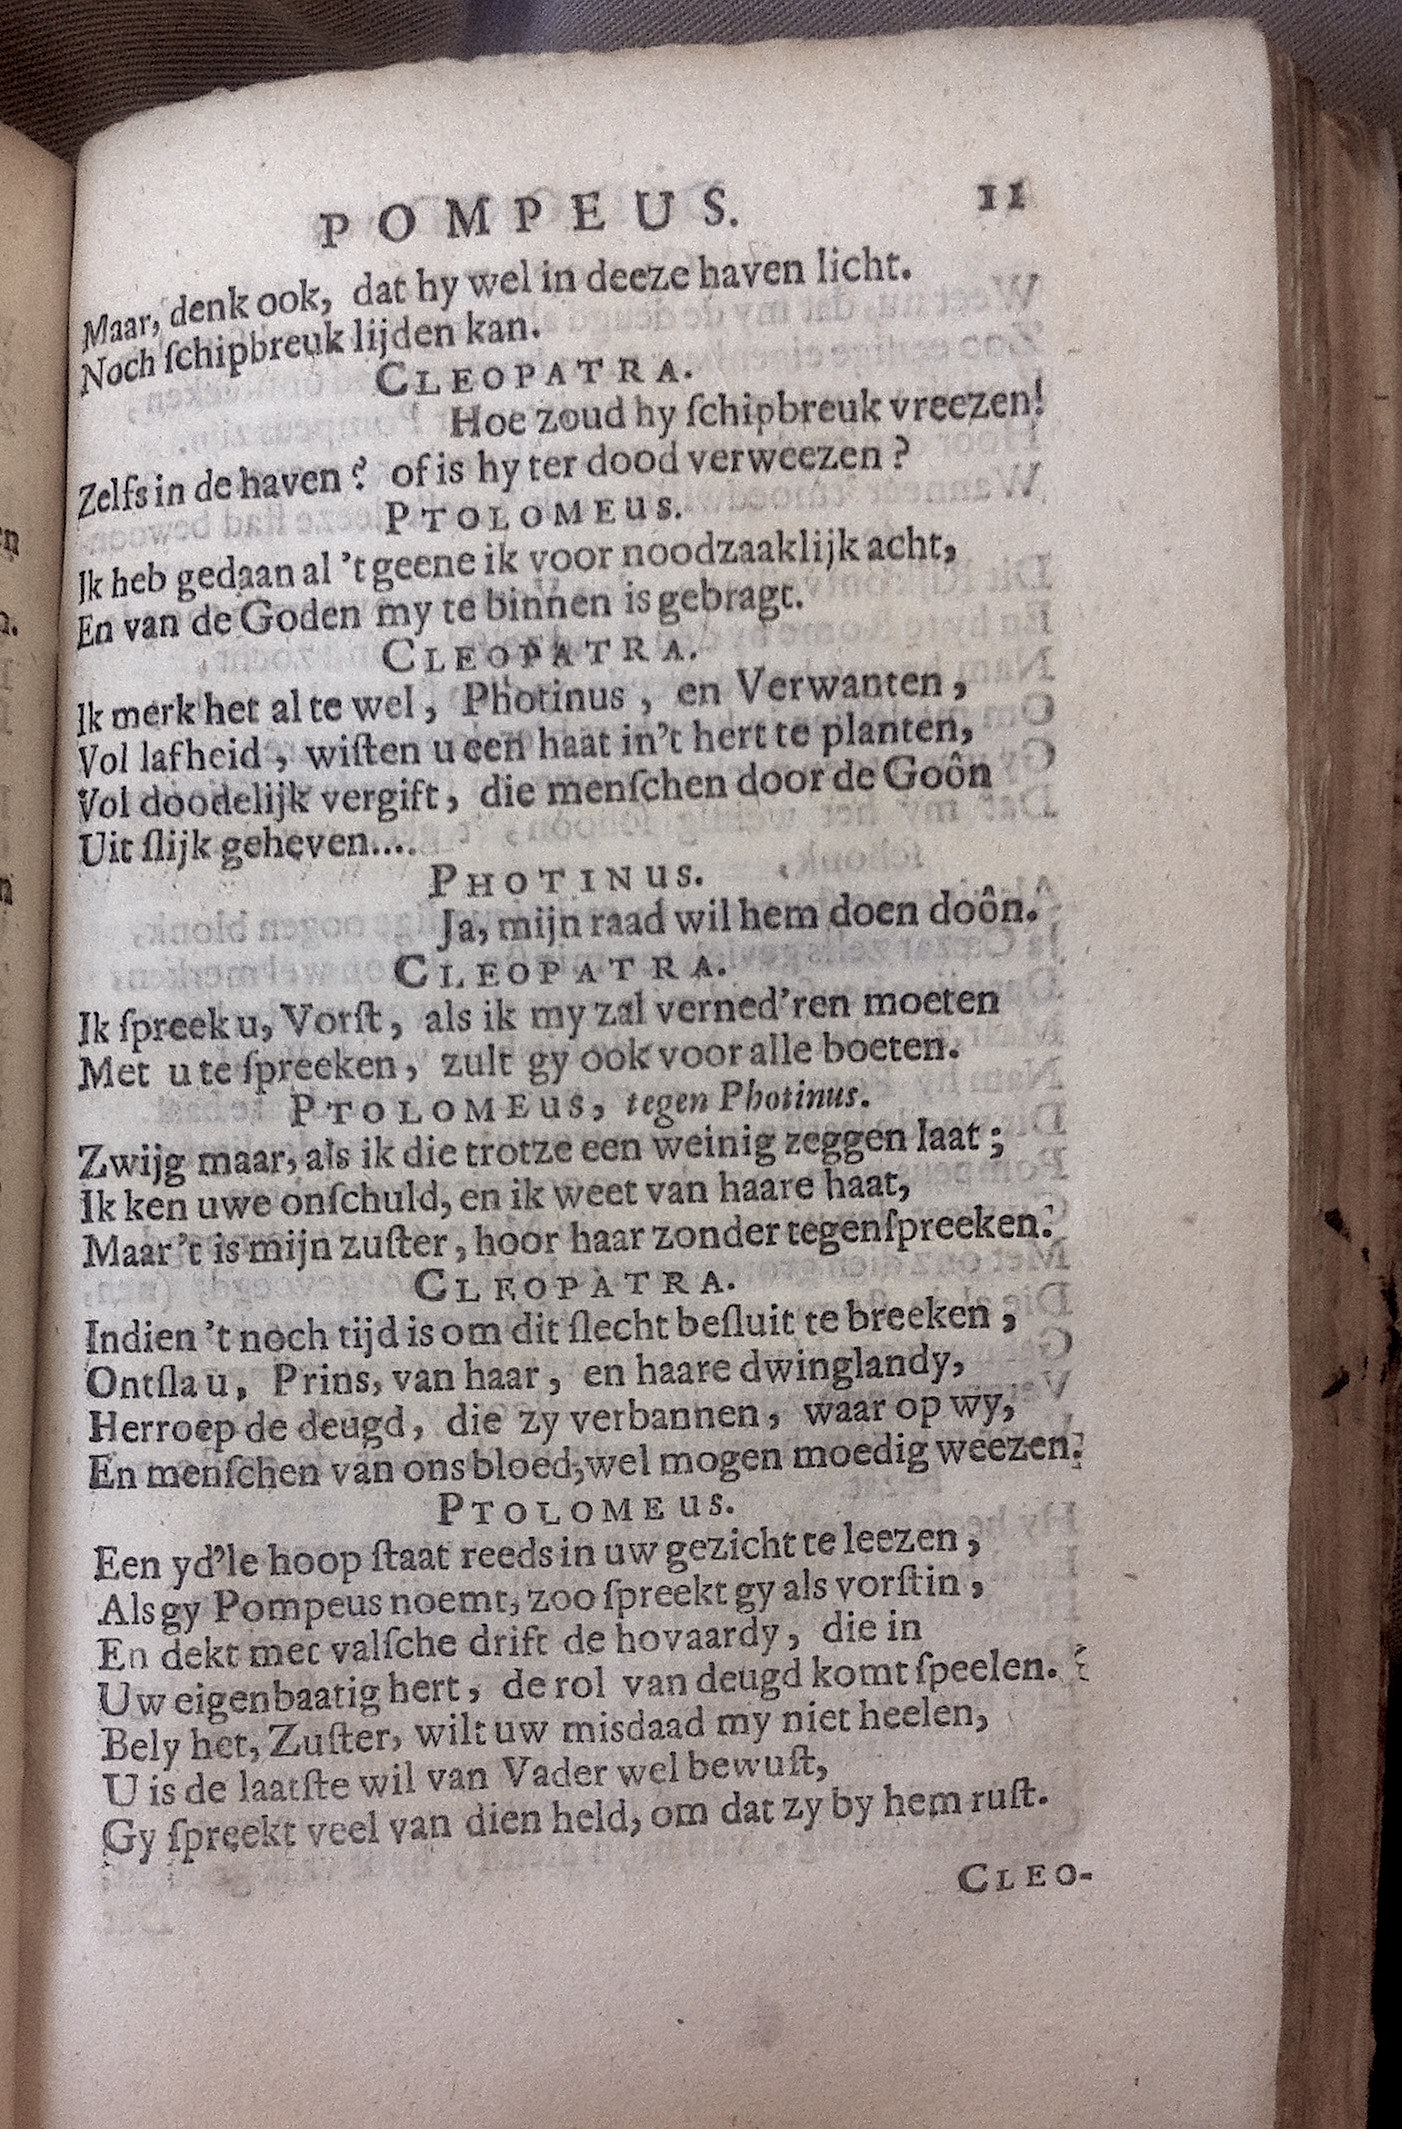 POMPEUS. 11
Maar, denk ook, dat hy wel in deeze haven licht.
Noch ſchipbreuk lijden kan.
CLEOPATRA.
Hoe zoud hy ſchipbreuk vreezen!
Zelfs in de haven? of is hy ter dood verweezen?
PTOLOMEUS.
Ik heb gedaan al 't geene ik voor noodzaaklijk acht,
En van de Goden my te binnen is gebragt.
CLEOPATRA.
Ik merk het al te wel, Photinus, en Verwanten,
Vol lafheid, wiſten u een haat in't hert te planten,
Vol doodelijk vergift, die menſchen door de Goôn
Uit ſlijk geheven....
PHOTINUS.
Ja, mijn raad wil hem doen doôn.
CLEOPATRA.
Ik ſpreek u, Vorſt, als ik my zal verned'ren moeten
Met u te ſpreeken, zult gy ook voor alle boeten.
PTOLOMEUS, tegen Photinus.
Zwijg maar, als ik die trotze een weinig zeggen laat;
Ik ken uwe onſchuld, en ik weet van haare haat,
Maar 't is mijn zuſter, hoor haar zonder tegenſpreeken.
CLEOPATRA.
Indien 't noch tijd is om dit ſlecht beſluit te breeken,
Ontſla u, Prins, van haar, en haare dwinglandy,
Herroep de deugd, die zy verbannen, waar op wy,
En menſchen van ons bloed, wel mogen moedig weezen.
PTOLOMEUS.
Een yd'le hoop ſtaat reeds in uw gezicht te leezen,
Als gy Pompeus noemt, zoo ſpreekt gy als vorſtin,
En dekt met valſche drift de hovaardy, die in
Uw eigenbaatig hert, de rol van deugd komt ſpeelen.
Bely het, Zuſter, wilt uw misdaad my niet heelen,
U is de laatſte wil van Vader wel bewuſt,
Gy ſpreekt veel van dien held, om dat zy by hem ruſt.
CLEO-